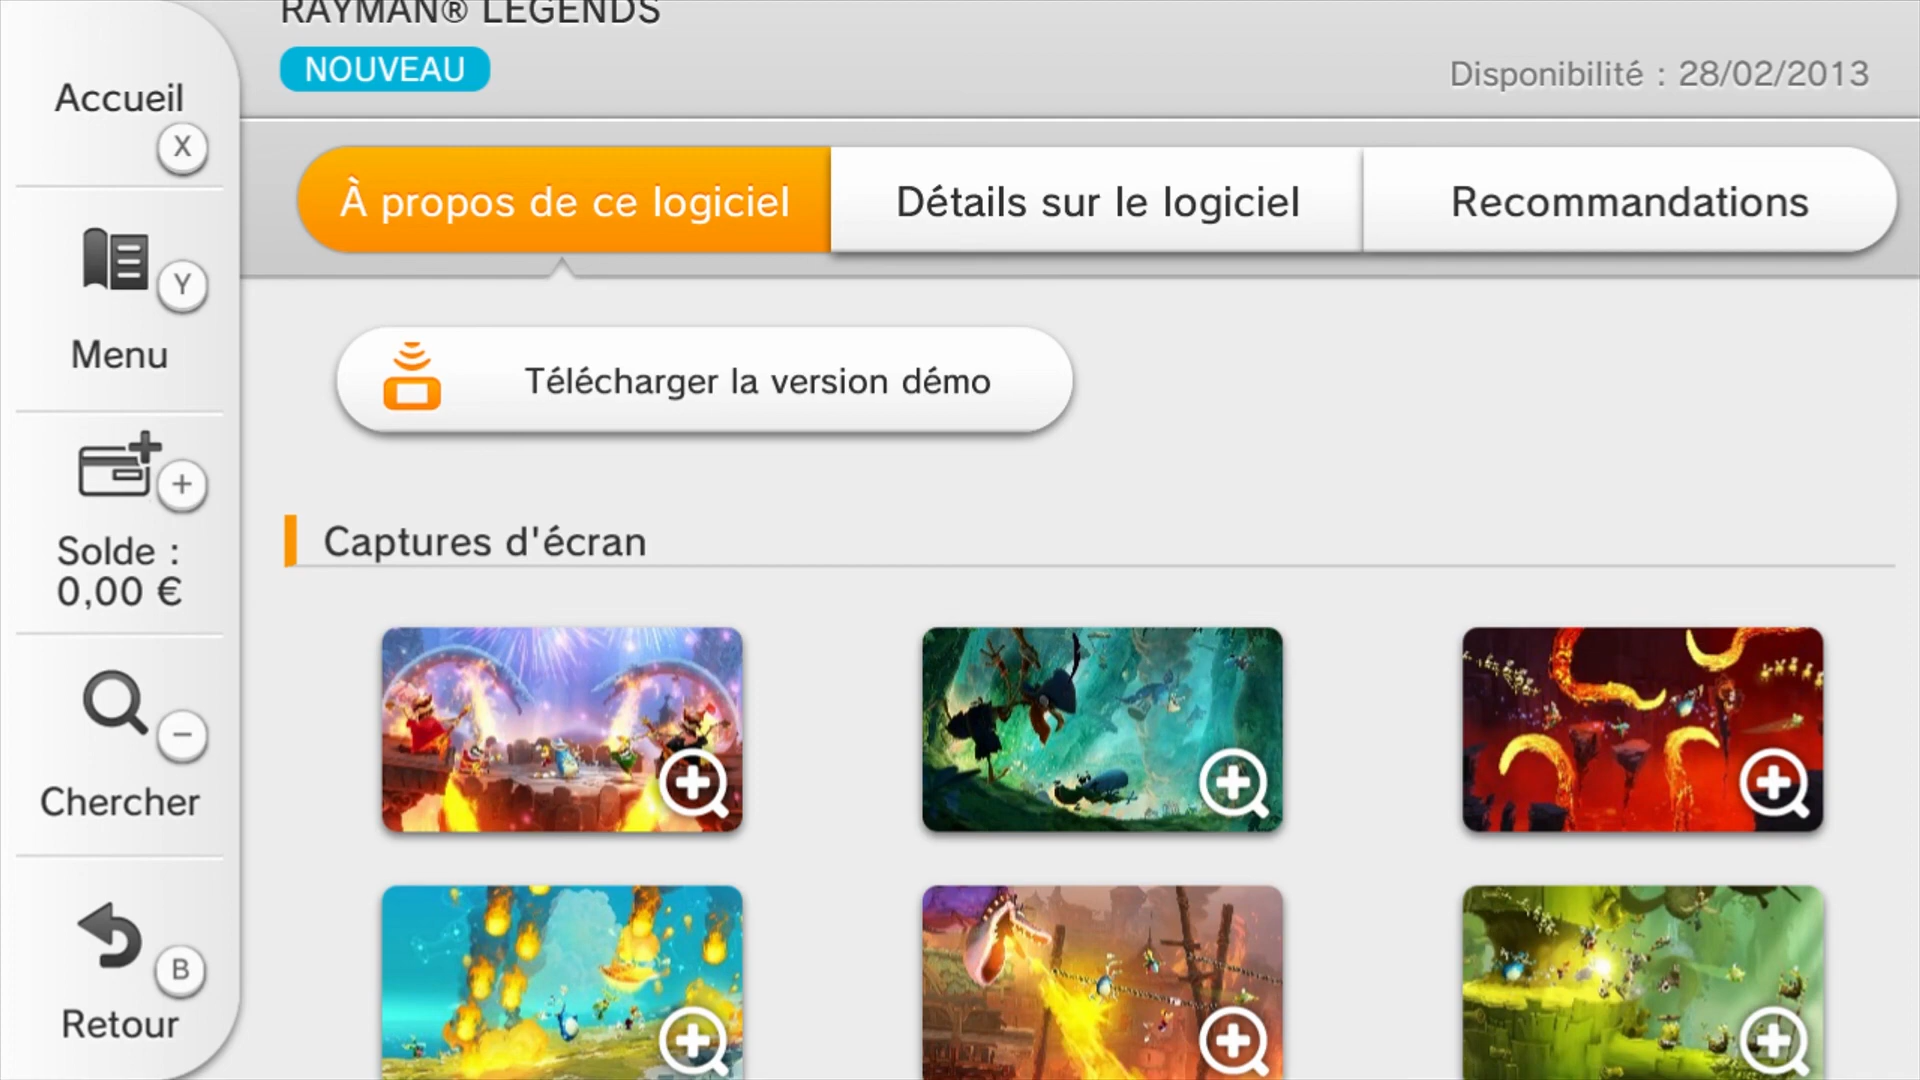 RAYMAN® LEGENDS
NOUVEAU
Disponibilité : 28/02/2013
Accueil
X
Y
Menu
+
Solde :
0,00 €
−
Chercher
B
Retour
À propos de ce logiciel
Détails sur le logiciel
Recommandations
Télécharger la version démo
Captures d'écran